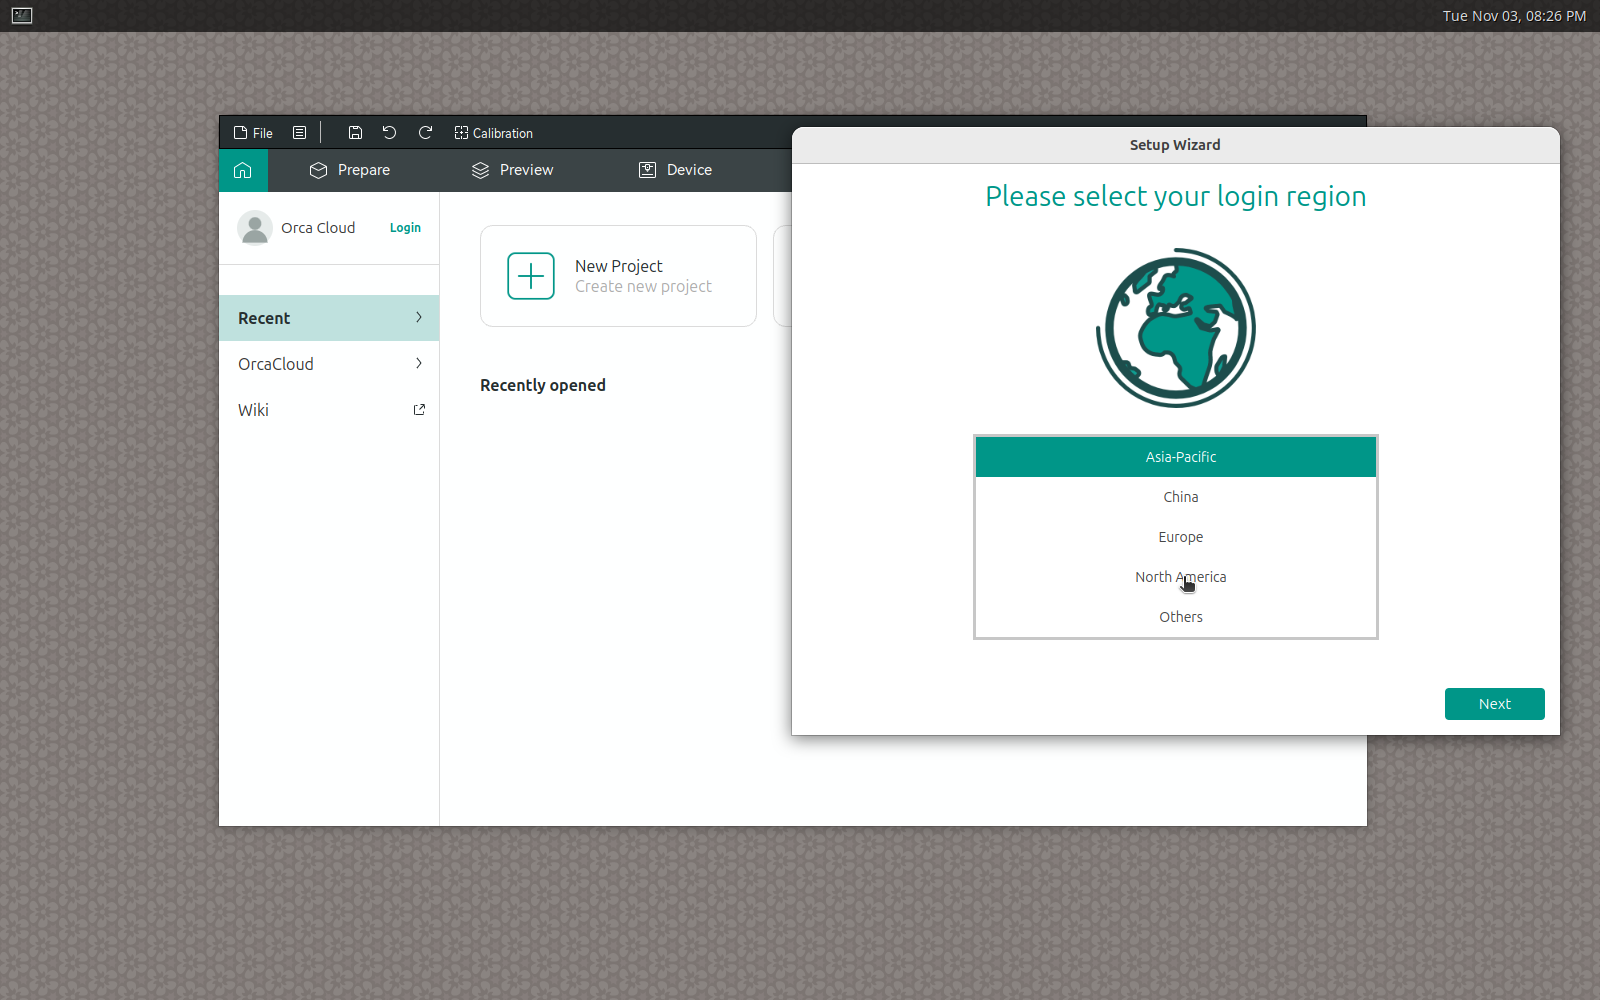 Tue Nov 03, 08:26 PM
File
Calibration
Prepare
Preview
Device
Orca Cloud
Login
Recent
OrcaCloud
Wiki
New Project
Create new project
Recently opened
Setup Wizard
Please select your login region
Asia-Pacific
China
Europe
North America
Others
Next